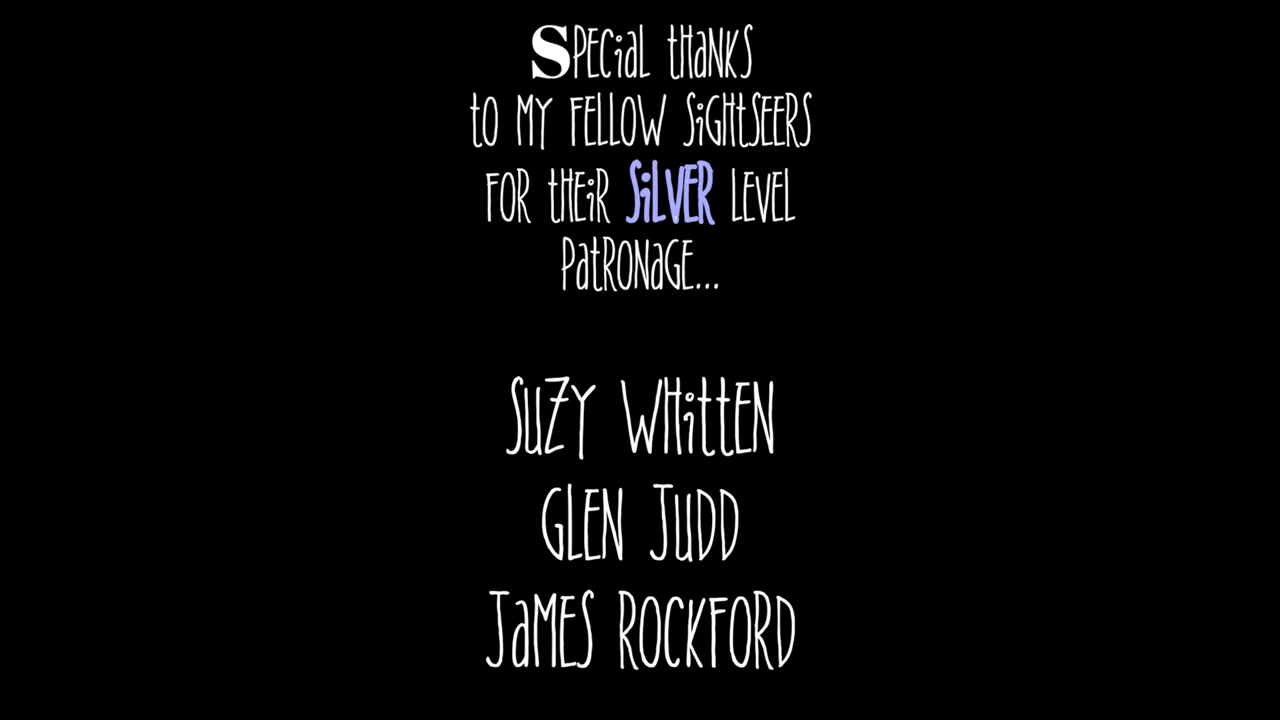 Special thanks
to my fellow sightseers
for their Silver level
patronage...
Suzy Whitten
Glen Judd
James Rockford